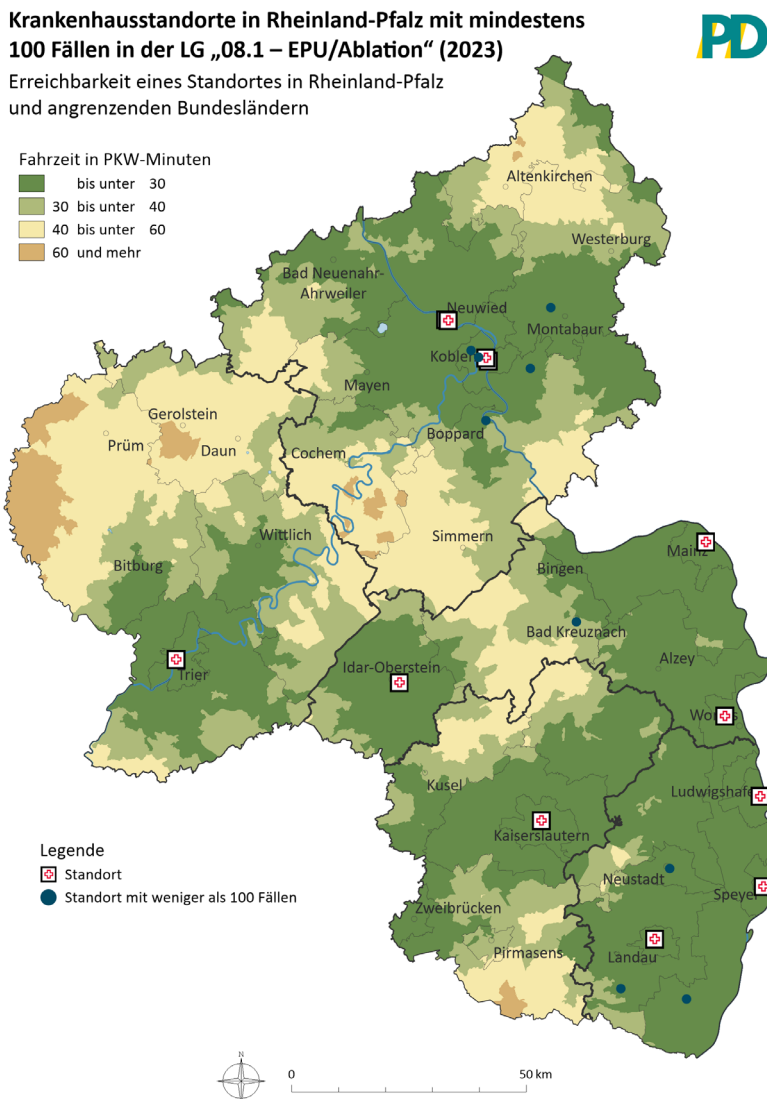 Krankenhausstandorte in Rheinland-Pfalz mit mindestens
100 Fällen in der LG „08.1 – EPU/Ablation“ (2023)
PD
Erreichbarkeit eines Standortes in Rheinland-Pfalz
und angrenzenden Bundesländern
Fahrzeit in PKW-Minuten
bis unter 30
30 bis unter 40
40 bis unter 60
60 und mehr
Altenkirchen
Westerburg
Bad Neuenahr-
Ahrweiler
Neuwied
Montabaur
Koblen
Mayen
Gerolstein
Boppard
Prüm
Daun
Cochem
Wittlich
Simmern
Mainz
Bitburg
Bingen
Bad Kreuznach
Alzey
Idar-Oberstein
Trier
Worms
Kusel
Ludwigshafe
Kaiserslautern
Legende
Standort
Standort mit weniger als 100 Fällen
Neustadt
Speyer
Zweibrücken
Pirmasens
Landau
N
0 50 km